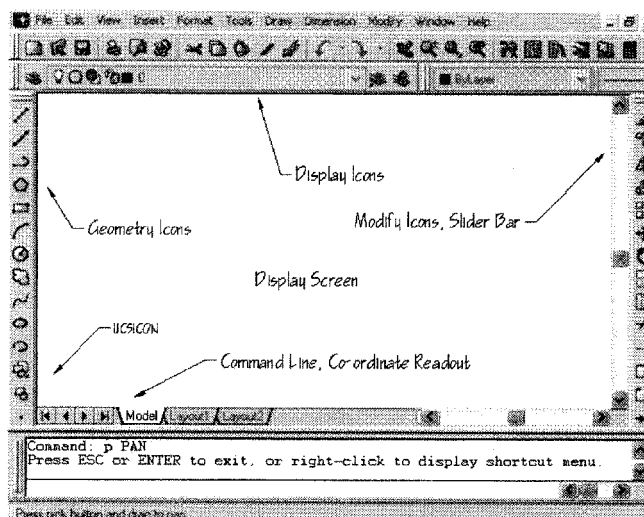 File Edit View Insert Format Tools Draw Dimension Modify Window Help
0 ByLayer
Display Icons
Geometry Icons
Modify Icons, Slider Bar
Display Screen
UCSICON
Command Line, Co-ordinate Readout
Model Layout1 Layout2
Command: p PAN
Press ESC or ENTER to exit, or right-click to display shortcut menu.
Press pick button and drag to pan.